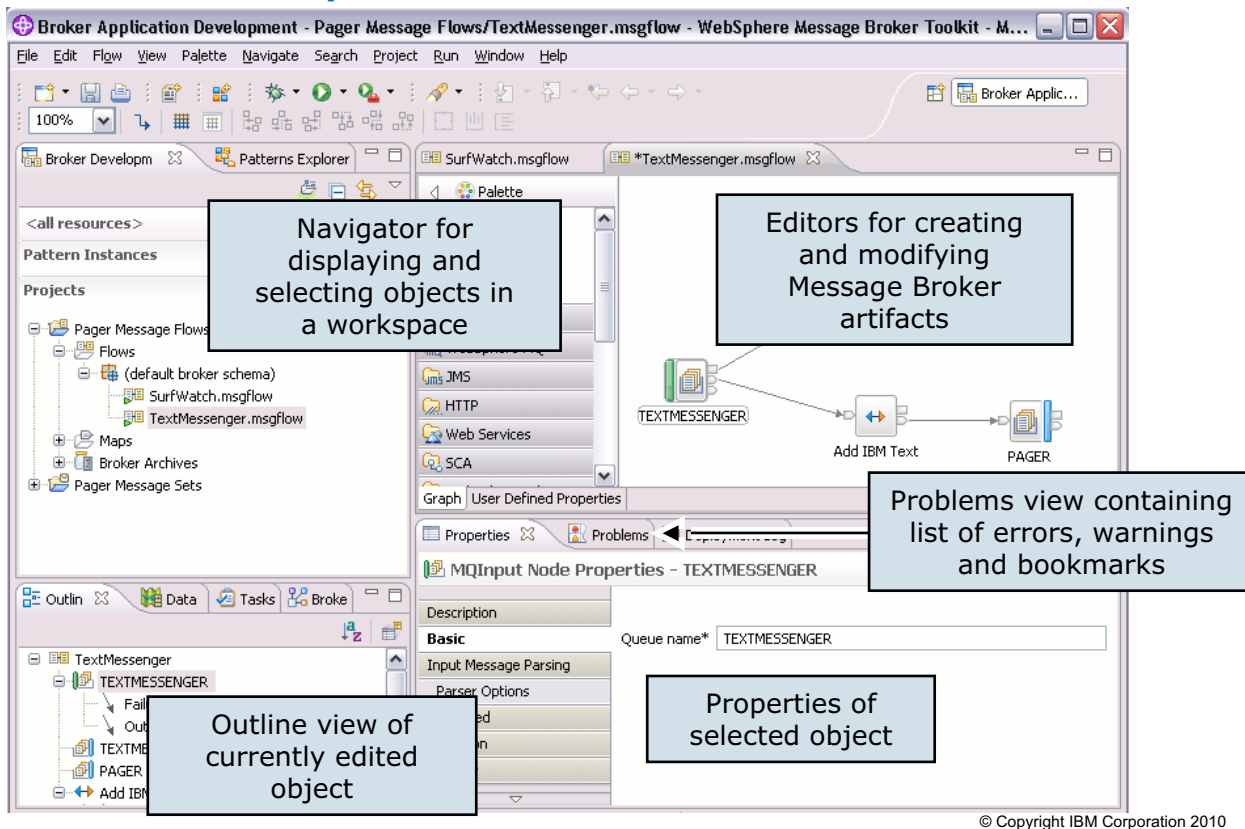 Broker Application Development - Pager Message Flows/TextMessenger.msgflow - WebSphere Message Broker Toolkit - M...
File Edit Flow View Palette Navigate Search Project Run Window Help
Broker Applic...
100%
Broker Developm
Patterns Explorer
SurfWatch.msgflow
*TextMessenger.msgflow
Palette
<all resources>
Pattern Instances
Projects
Navigator for
displaying and
selecting objects in
a workspace
Editors for creating
and modifying
Message Broker
artifacts
Pager Message Flows
Flows
(default broker schema)
SurfWatch.msgflow
TextMessenger.msgflow
Maps
Broker Archives
Pager Message Sets
JMS
HTTP
Web Services
SCA
TEXTMESSENGER
Add IBM Text
PAGER
Graph
User Defined Properties
Problems view containing
list of errors, warnings
and bookmarks
Properties
Problems
MQInput Node Properties - TEXTMESSENGER
Description
Basic
Input Message Parsing
Parser Options
Queue name* TEXTMESSENGER
Properties of
selected object
Outlin
Data
Tasks
Broke
TextMessenger
TEXTMESSENGER
PAGER
Outline view of
currently edited
object
© Copyright IBM Corporation 2010